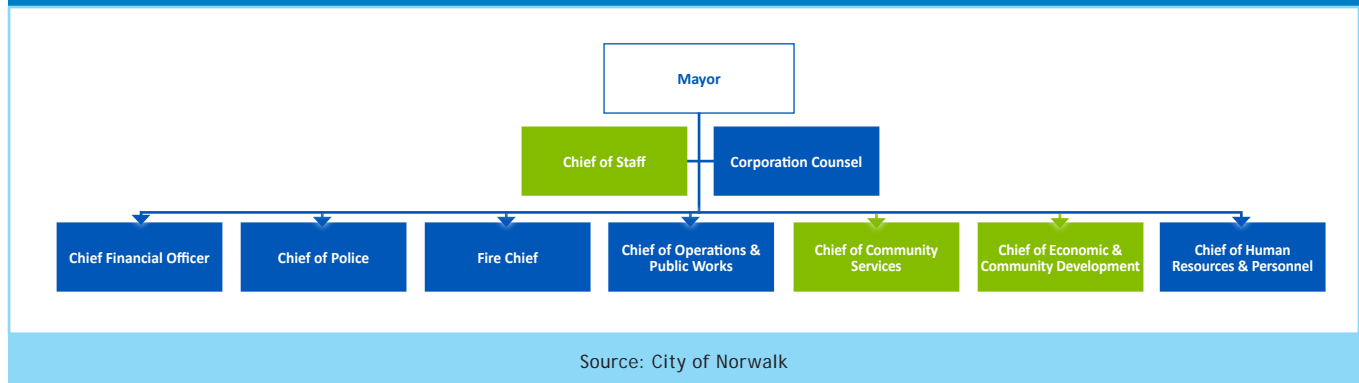 Mayor
Chief of Staff
Corporation Counsel
Chief Financial Officer
Chief of Police
Fire Chief
Chief of Operations &
Public Works
Chief of Community
Services
Chief of Economic &
Community Development
Chief of Human
Resources & Personnel
Source: City of Norwalk